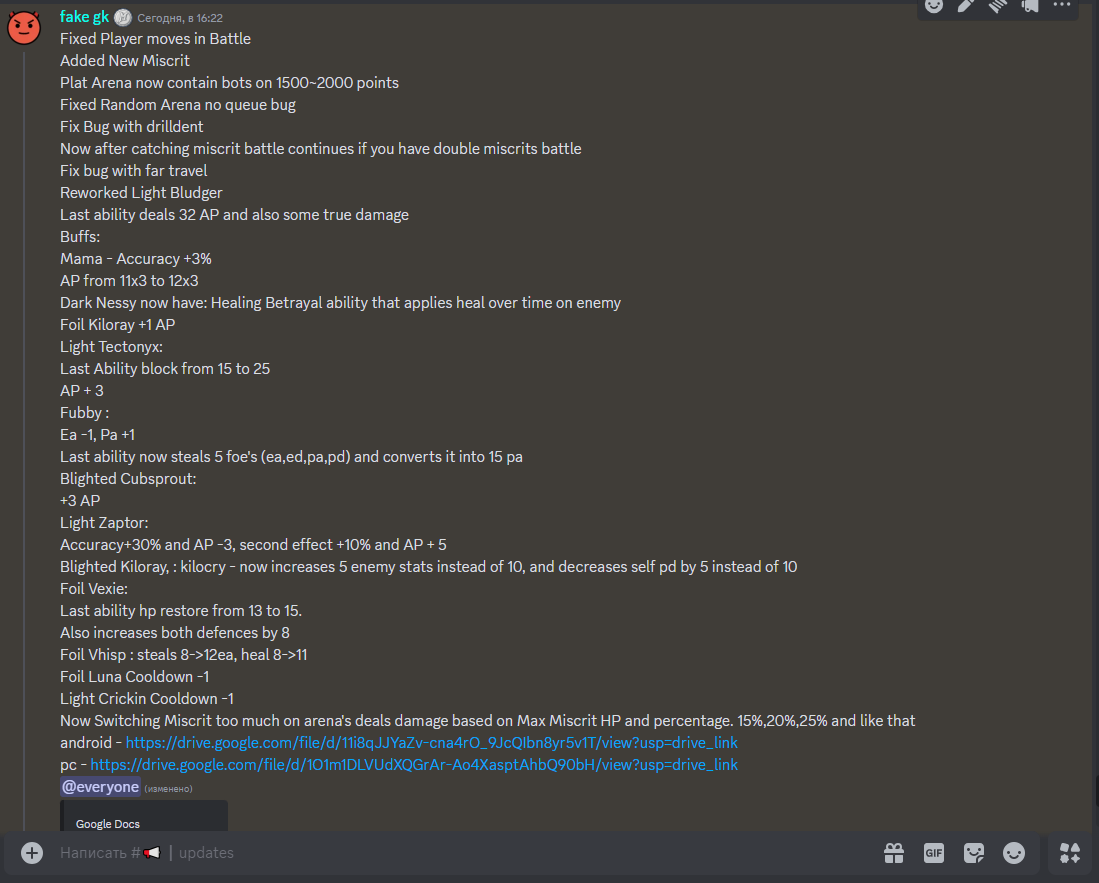 fake gk Сегодня, в 16:22
Fixed Player moves in Battle
Added New Miscrit
Plat Arena now contain bots on 1500~2000 points
Fixed Random Arena no queue bug
Fix Bug with drilldent
Now after catching miscrit battle continues if you have double miscrits battle
Fix bug with far travel
Reworked Light Bludger
Last ability deals 32 AP and also some true damage
Buffs:
Mama - Accuracy +3%
AP from 11x3 to 12x3
Dark Nessy now have: Healing Betrayal ability that applies heal over time on enemy
Foil Kiloray +1 AP
Light Tectonyx:
Last Ability block from 15 to 25
AP + 3
Fubby :
Ea -1, Pa +1
Last ability now steals 5 foe's (ea,ed,pa,pd) and converts it into 15 pa
Blighted Cubsprout:
+3 AP
Light Zaptor:
Accuracy+30% and AP -3, second effect +10% and AP + 5
Blighted Kiloray, : kilocry - now increases 5 enemy stats instead of 10, and decreases self pd by 5 instead of 10
Foil Vexie:
Last ability hp restore from 13 to 15.
Also increases both defences by 8
Foil Vhisp : steals 8->12ea, heal 8->11
Foil Luna Cooldown -1
Light Crickin Cooldown -1
Now Switching Miscrit too much on arena's deals damage based on Max Miscrit HP and percentage. 15%,20%,25% and like that
android - https://drive.google.com/file/d/11i8qJJYaZv-cna4rO_9JcQIbn8yr5v1T/view?usp=drive_link
pc - https://drive.google.com/file/d/1O1m1DLVUdXQGrAr-Ao4XasptAhbQ90bH/view?usp=drive_link
@everyone (изменено)
Google Docs
Написать #📢 | updates
GIF